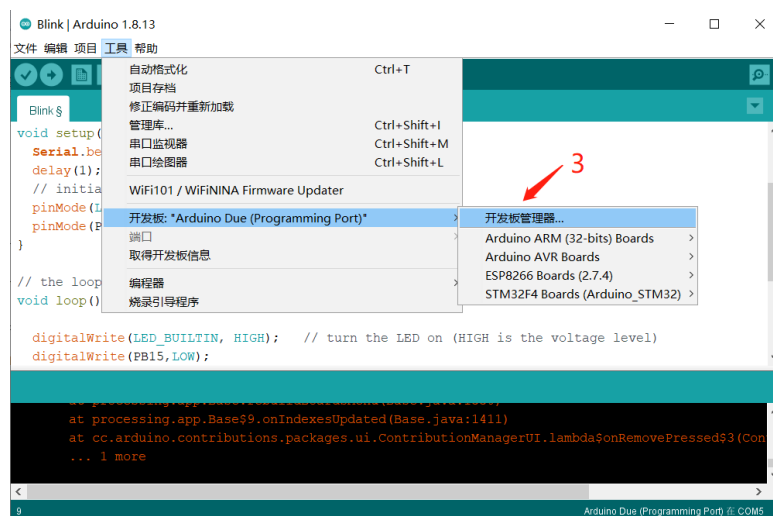 Blink | Arduino 1.8.13
文件 编辑 项目 工具 帮助
自动格式化 Ctrl+T
项目存档
修正编码并重新加载
管理库... Ctrl+Shift+I
串口监视器 Ctrl+Shift+M
串口绘图器 Ctrl+Shift+L
WiFi101 / WiFiNINA Firmware Updater
开发板: "Arduino Due (Programming Port)"
端口
取得开发板信息
编程器
烧录引导程序
3
开发板管理器...
Arduino ARM (32-bits) Boards
Arduino AVR Boards
ESP8266 Boards (2.7.4)
STM32F4 Boards (Arduino_STM32)
Blink §
void setup(
Serial.be
delay(1);
// initia
pinMode(L
pinMode(P
}
// the loop
void loop()
digitalWrite(LED_BUILTIN, HIGH); // turn the LED on (HIGH is the voltage level)
digitalWrite(PB15,LOW);
at processing.app.Base$9.onIndexesUpdated(Base.java:1411)
at cc.arduino.contributions.packages.ui.ContributionManagerUI.lambda$onRemovePressed$3(Con
... 1 more
9
Arduino Due (Programming Port) 在 COM5